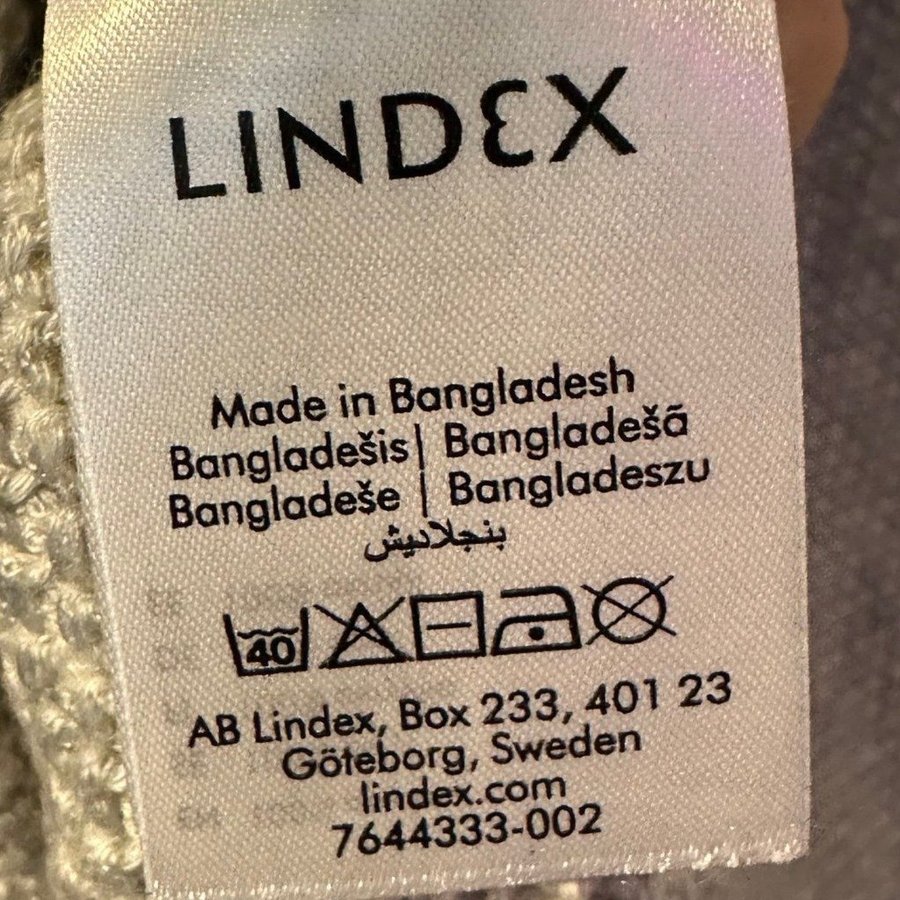 LINDEX
Made in Bangladesh
Bangladešis | Bangladešā
Bangladeše | Bangladeszu
بنجلاديش
40
AB Lindex, Box 233, 401 23
Göteborg, Sweden
lindex.com
7644333-002